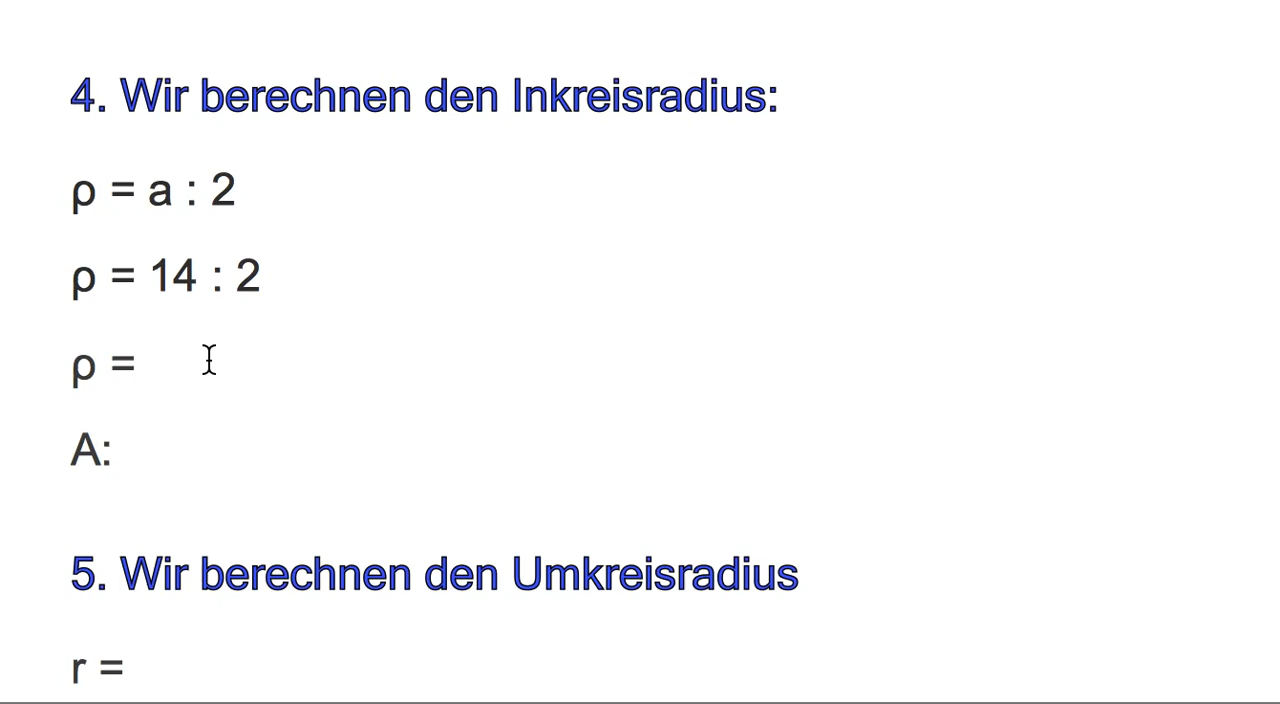 4. Wir berechnen den Inkreisradius:
ρ = a : 2
ρ = 14 : 2
ρ =
A:
5. Wir berechnen den Umkreisradius
r =